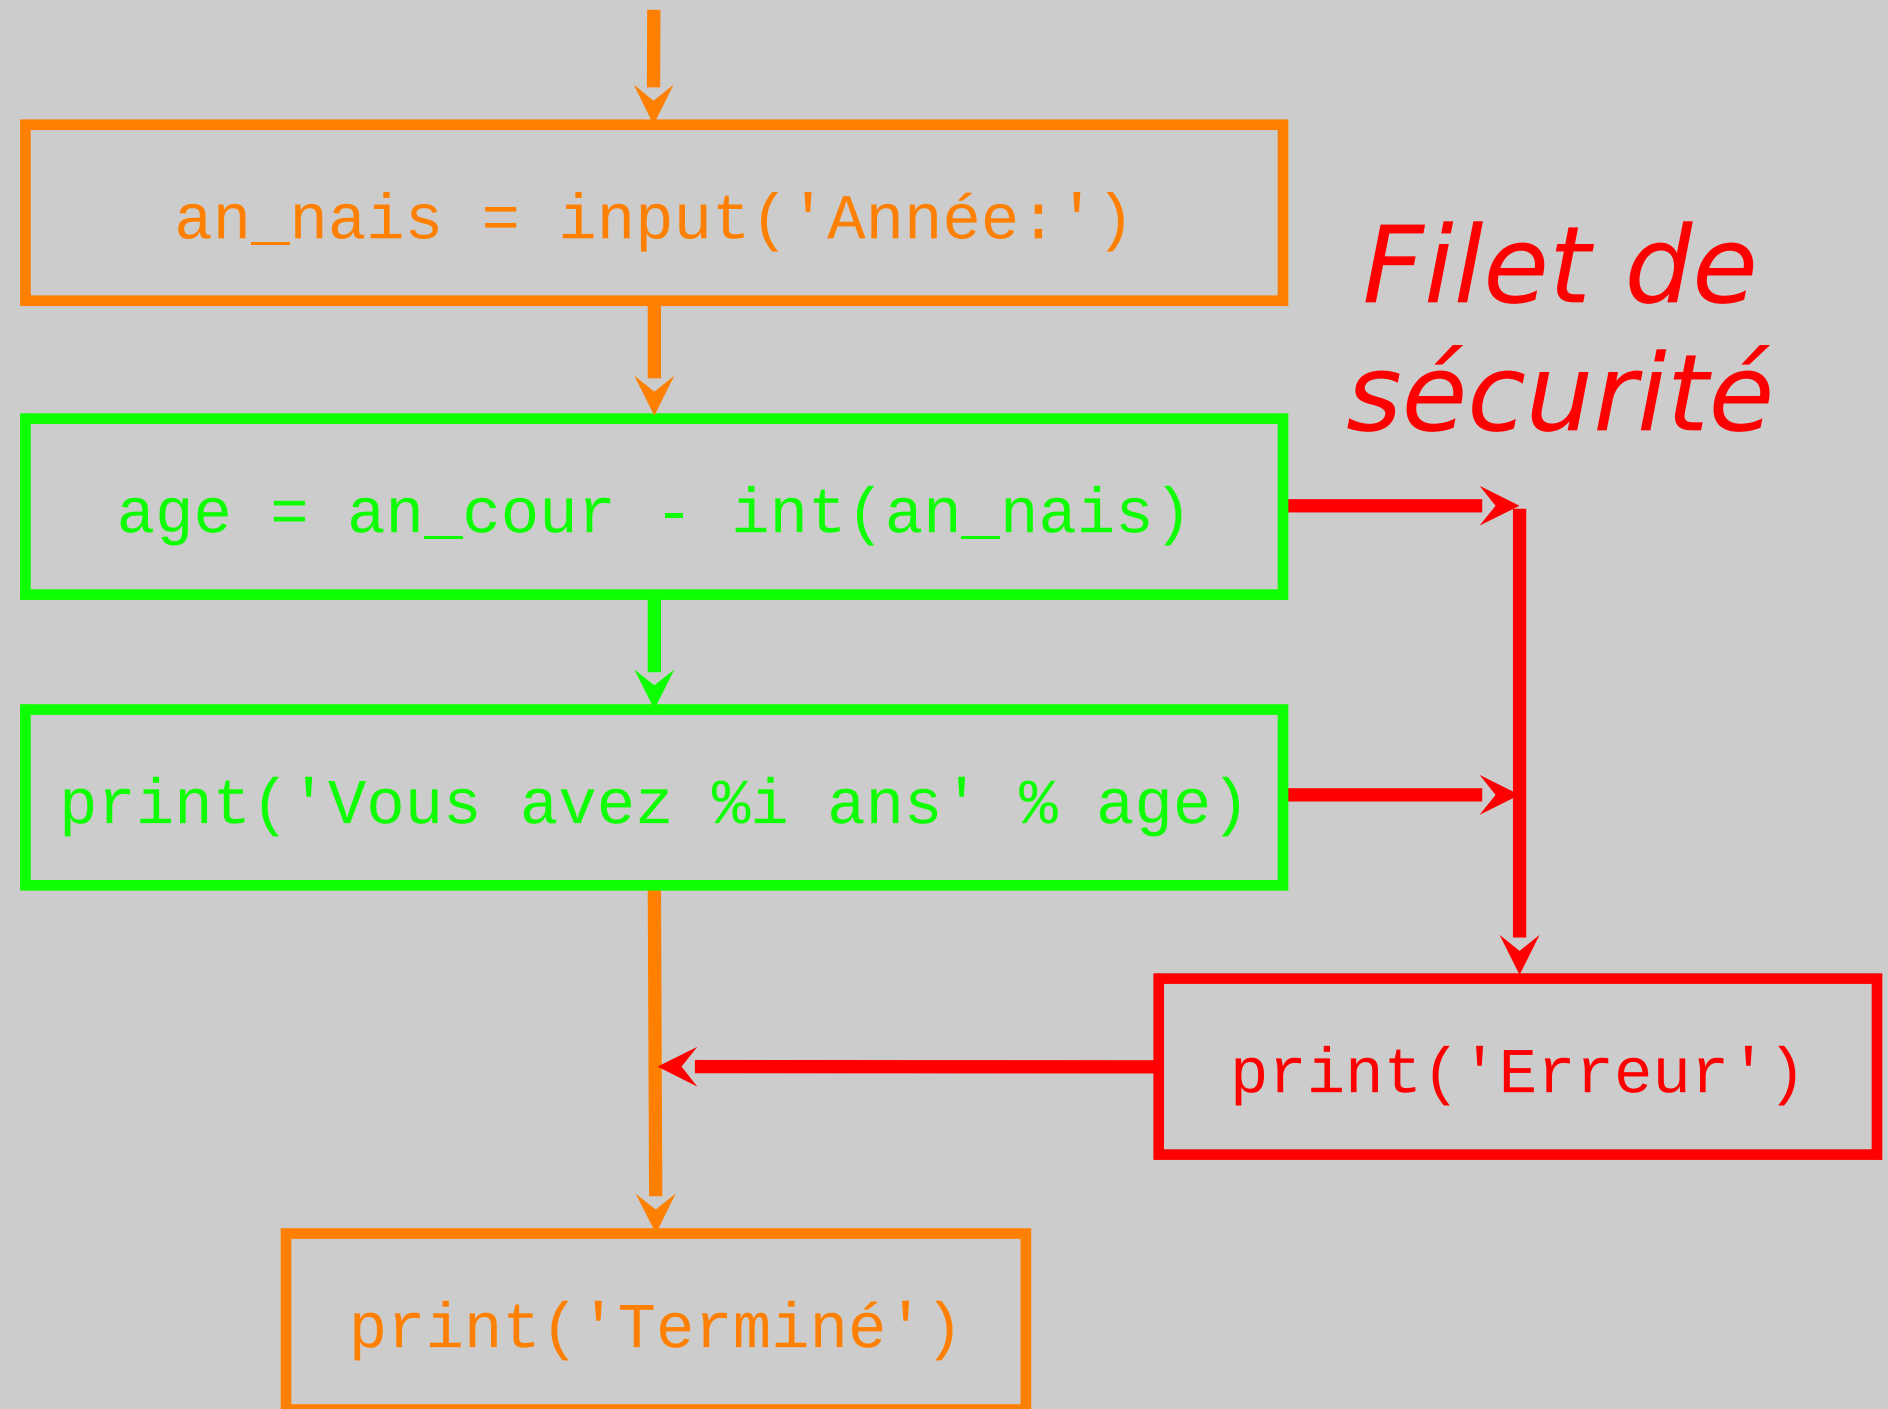 an_nais = input('Année:')
Filet de
sécurité
age = an_cour - int(an_nais)
print('Vous avez %i ans' % age)
print('Erreur')
print('Terminé')